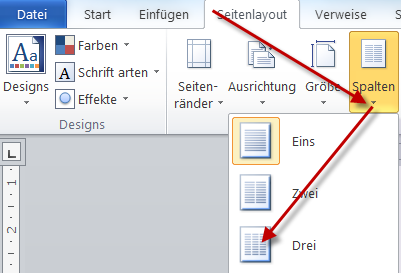 Datei Start Einfügen Seitenlayout Verweise S
Designs Farben
Schrift arten
Effekte
Seiten-
ränder Ausrichtung Größe Spalten
Designs
Eins
Zwei
Drei
L
1
2